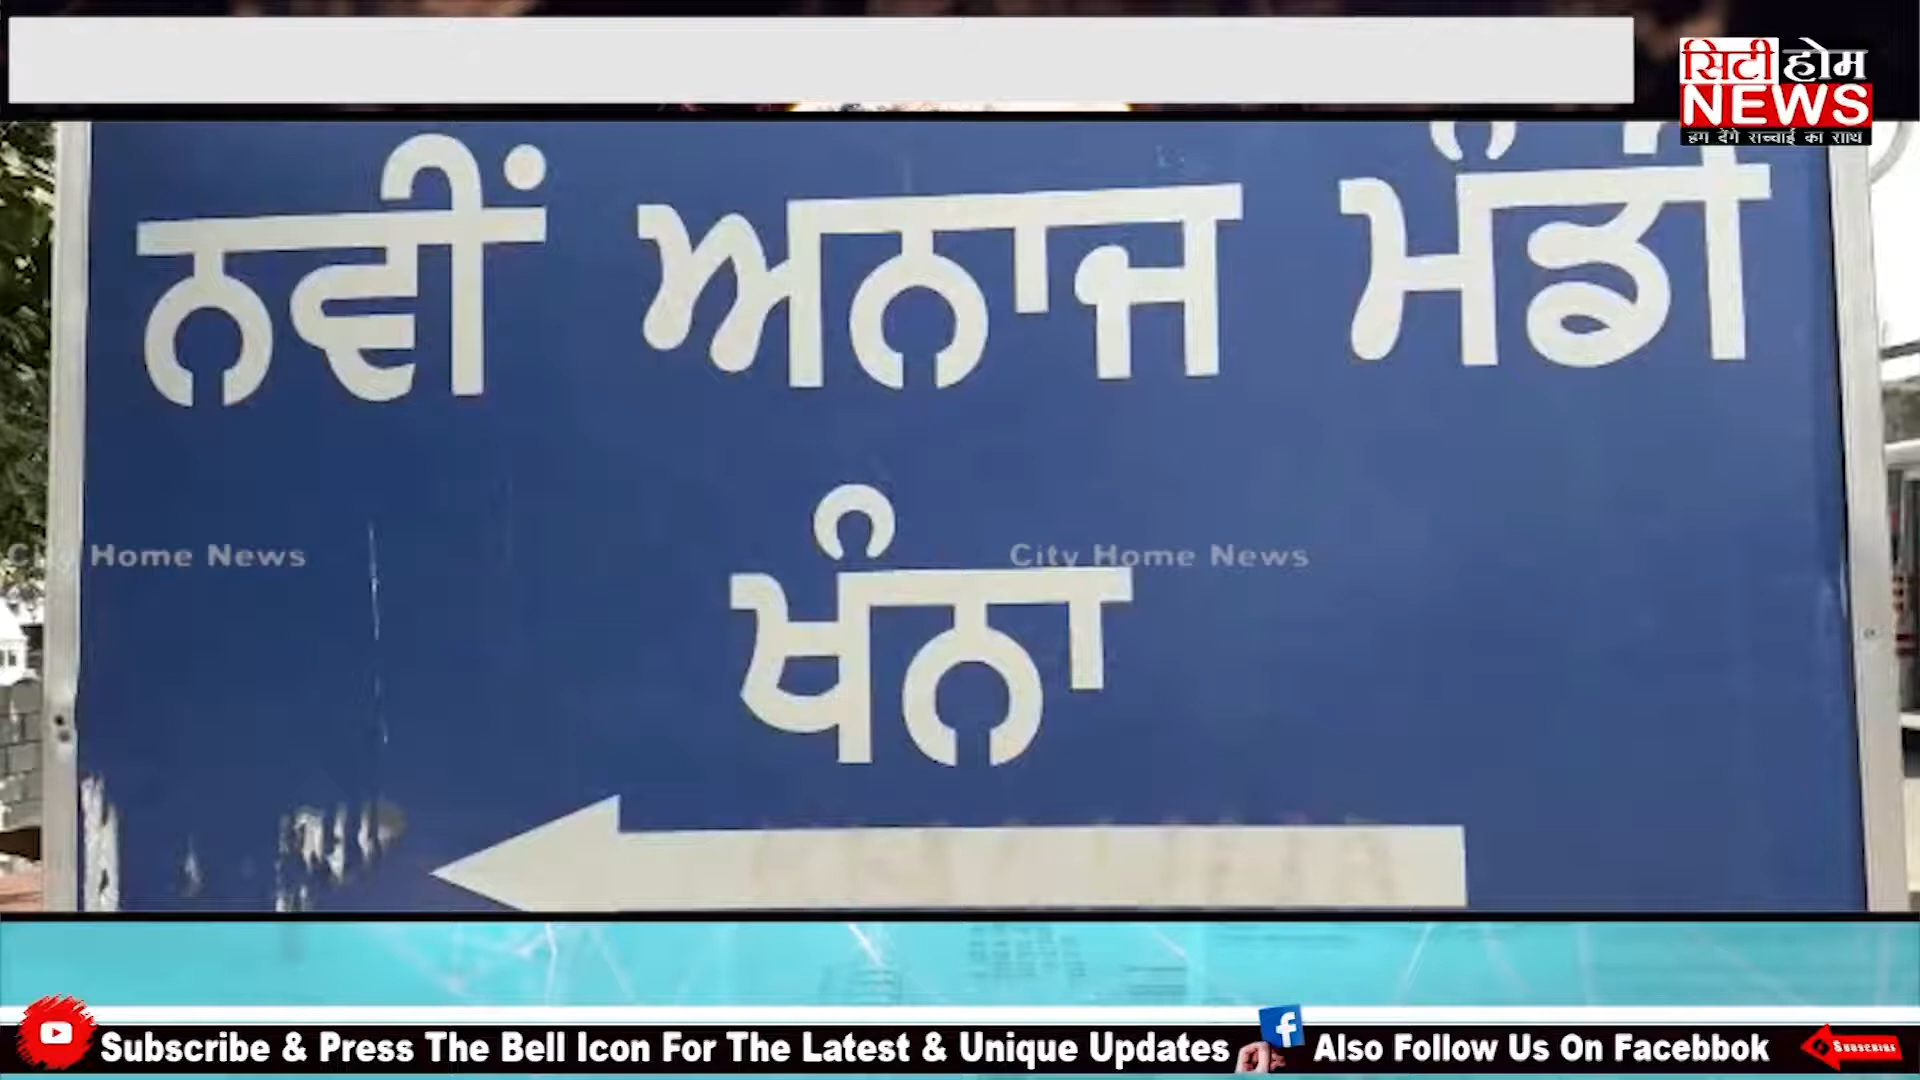 सिटी होम
NEWS
हम देंगे सच्चाई का साथ
ਨਵੀਂ ਅਨਾਜ ਮੰਡੀ
City Home News City Home News
ਖੰਨਾ
Subscribe & Press The Bell Icon For The Latest & Unique Updates Also Follow Us On Facebbok
SUBSCRIBE